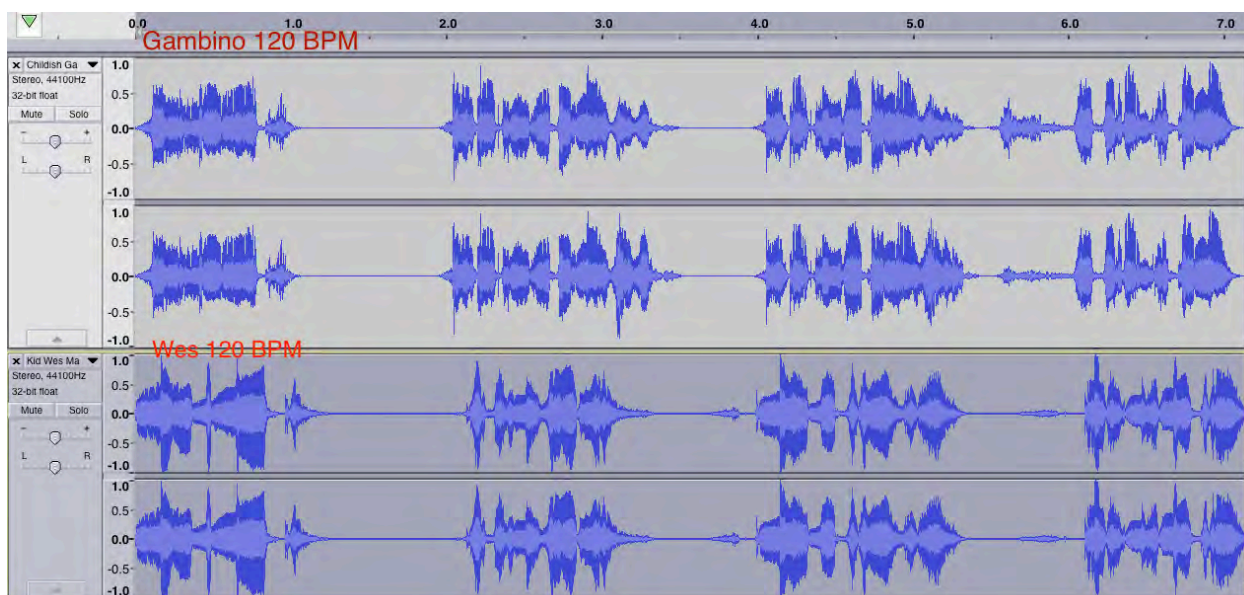 0.0 1.0 2.0 3.0 4.0 5.0 6.0 7.0
Gambino 120 BPM
× Childish Ga ▼
Stereo, 44100Hz
32-bit float
Mute Solo
- +
L R
1.0
0.5
0.0
-0.5
-1.0
1.0
0.5
0.0
-0.5
-1.0
Wes 120 BPM
× Kid Wes Ma ▼
Stereo, 44100Hz
32-bit float
Mute Solo
- +
L R
1.0
0.5
0.0
-0.5
-1.0
1.0
0.5
0.0
-0.5
-1.0